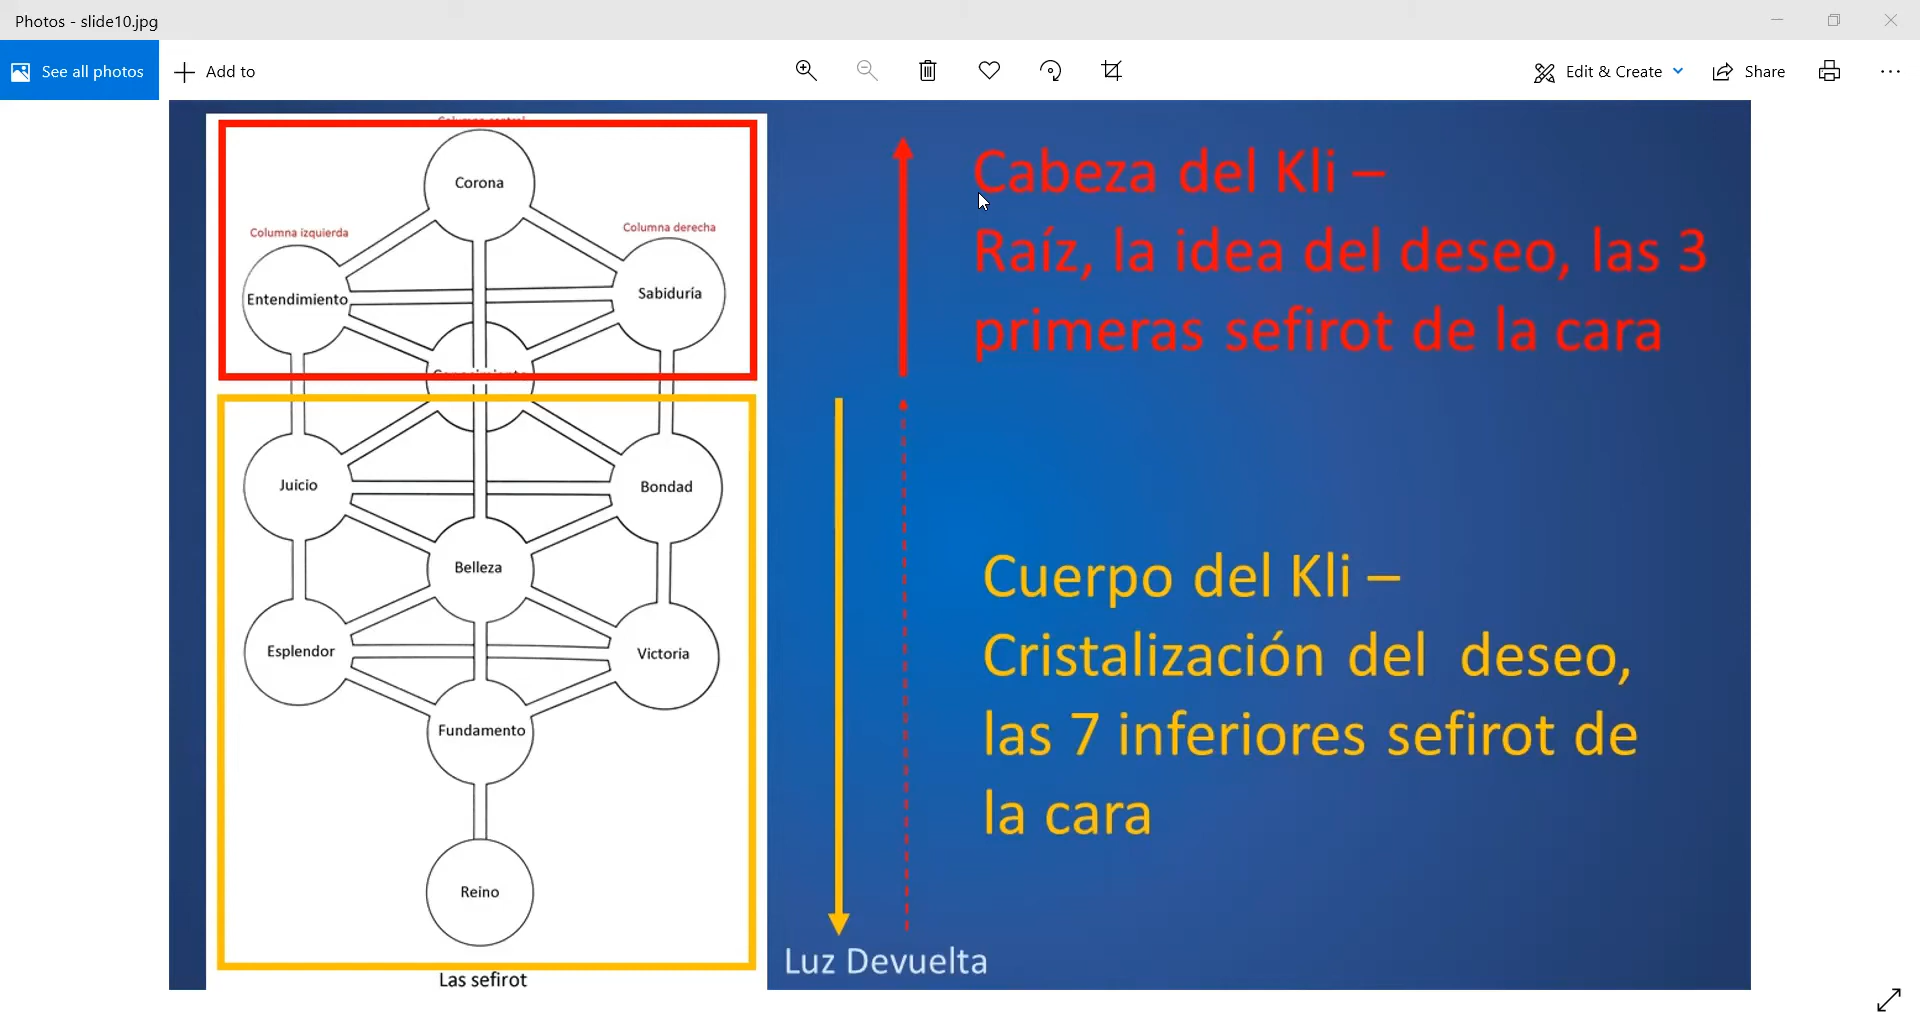 Photos - slide10.jpg
See all photos
Add to
Edit & Create
Share
Columna central
Corona
Columna izquierda
Columna derecha
Entendimiento
Sabiduría
Conocimiento
Juicio
Bondad
Belleza
Esplendor
Victoria
Fundamento
Reino
Las sefirot
Cabeza del Kli –
Raíz, la idea del deseo, las 3
primeras sefirot de la cara
Cuerpo del Kli –
Cristalización del deseo,
las 7 inferiores sefirot de
la cara
Luz Devuelta